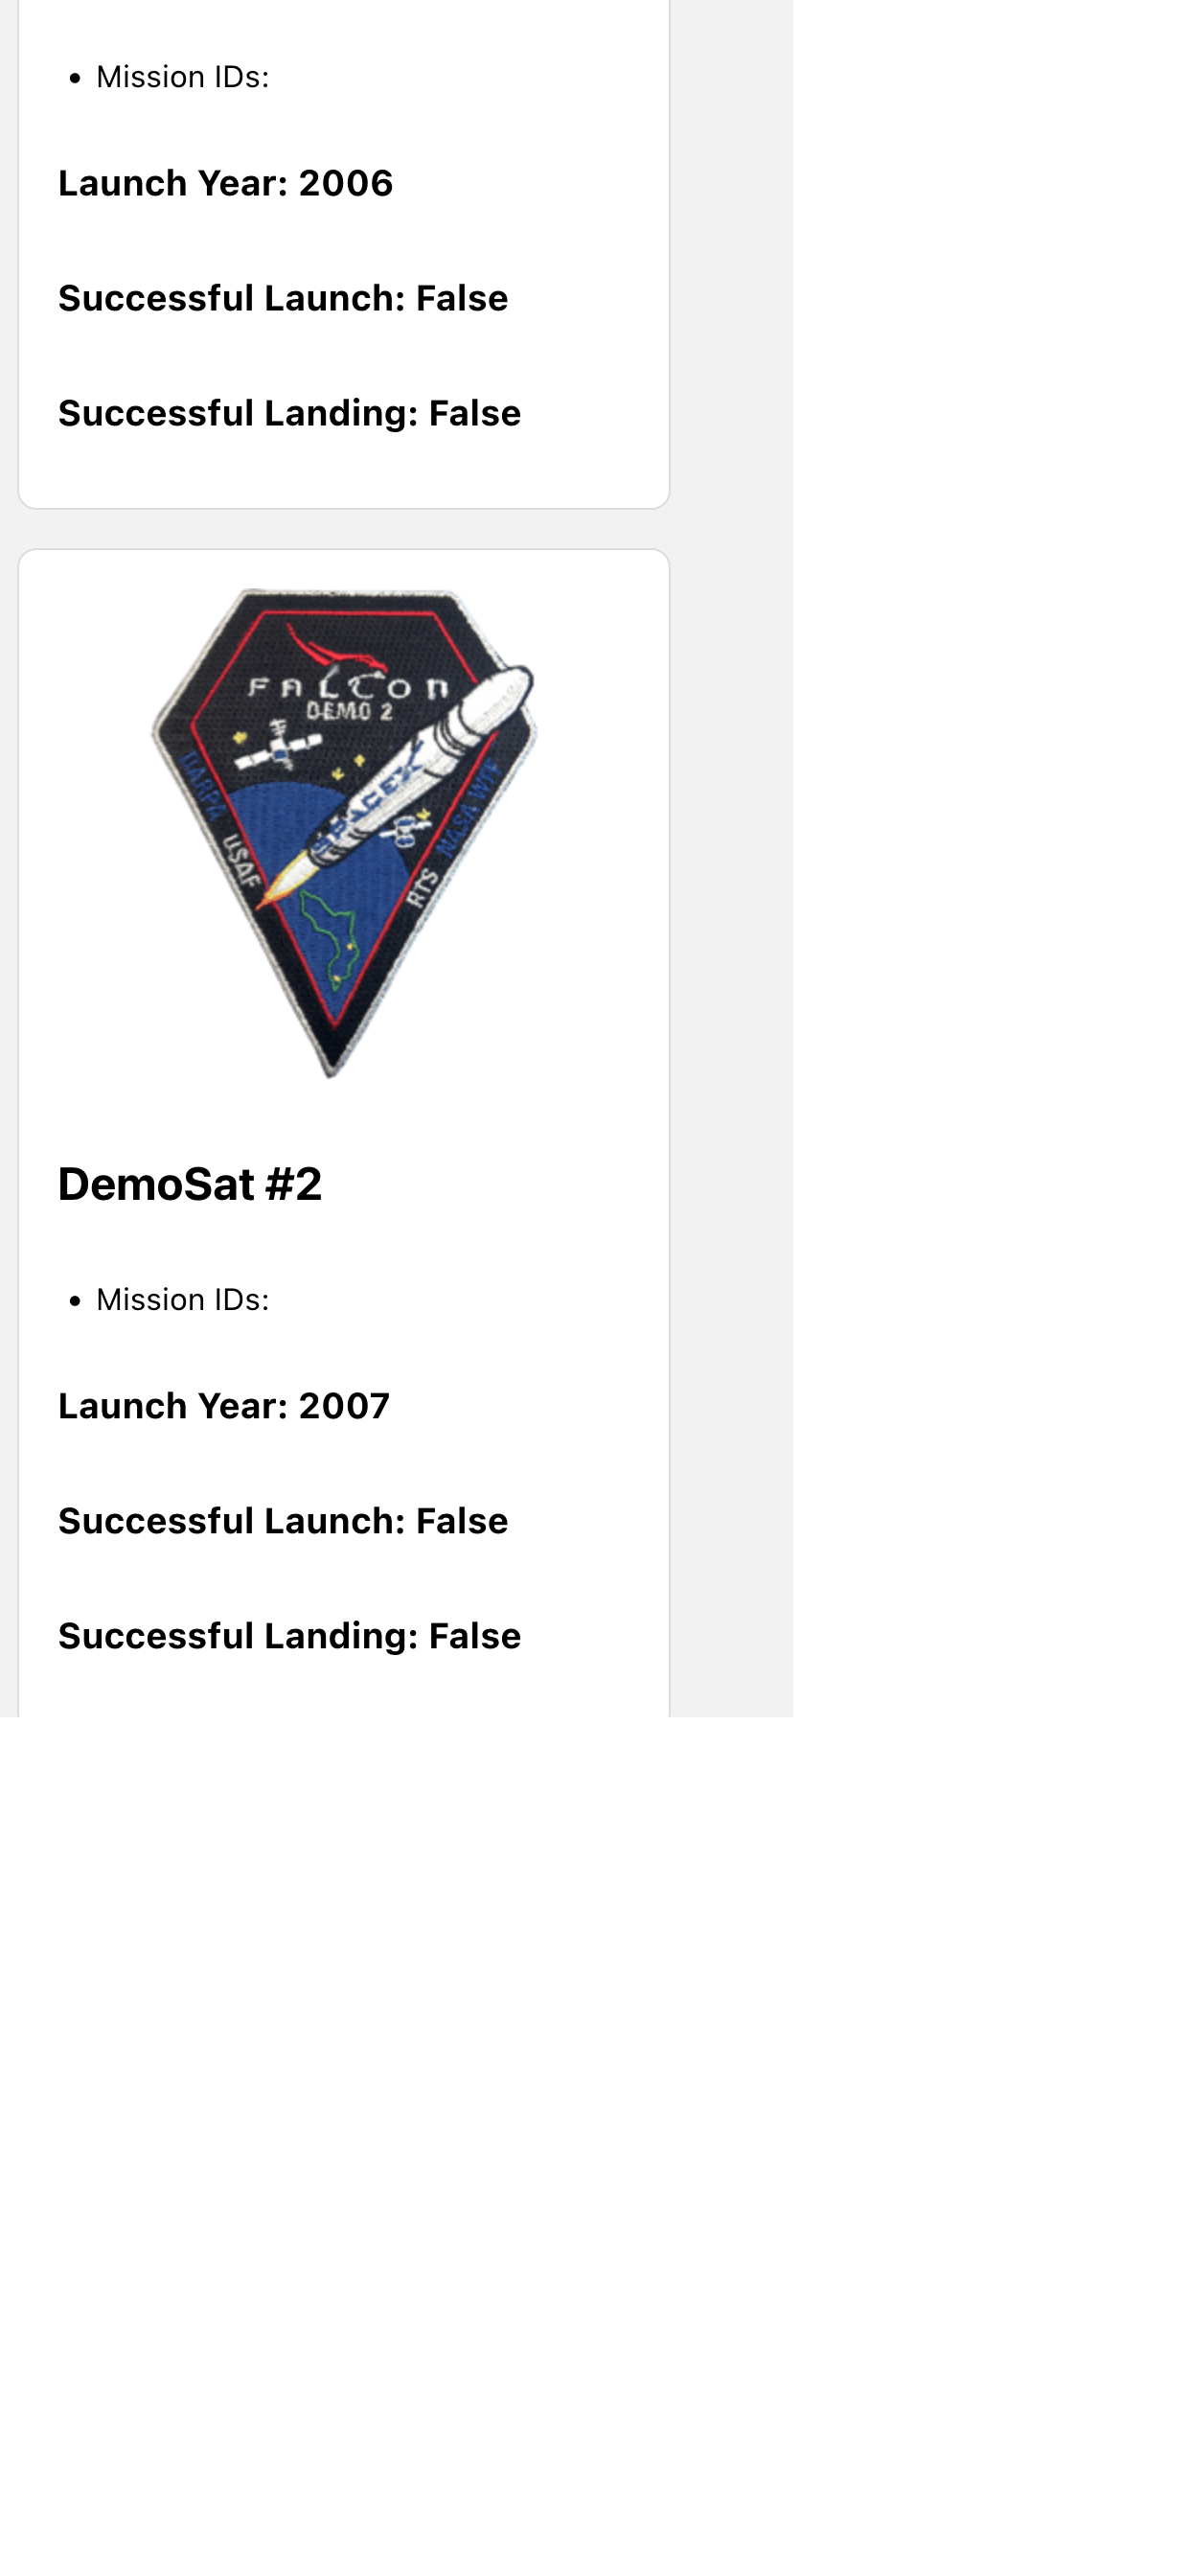 Mission IDs:
Launch Year: 2006
Successful Launch: False
Successful Landing: False
FALCON
DEMO 2
SPACEX
DARPA
USAF
RTS
NASA WFF
DemoSat #2
Mission IDs:
Launch Year: 2007
Successful Launch: False
Successful Landing: False